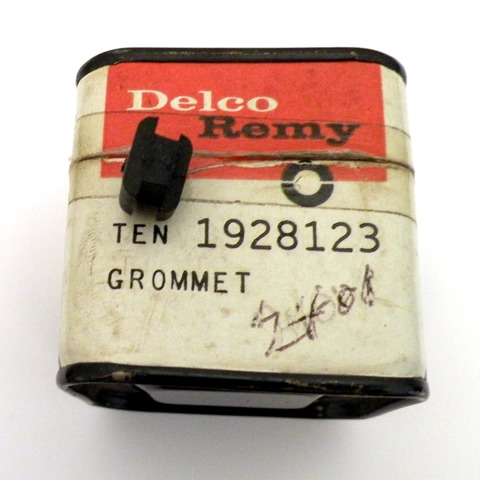 Delco
Remy
TEN 1928123
GROMMET